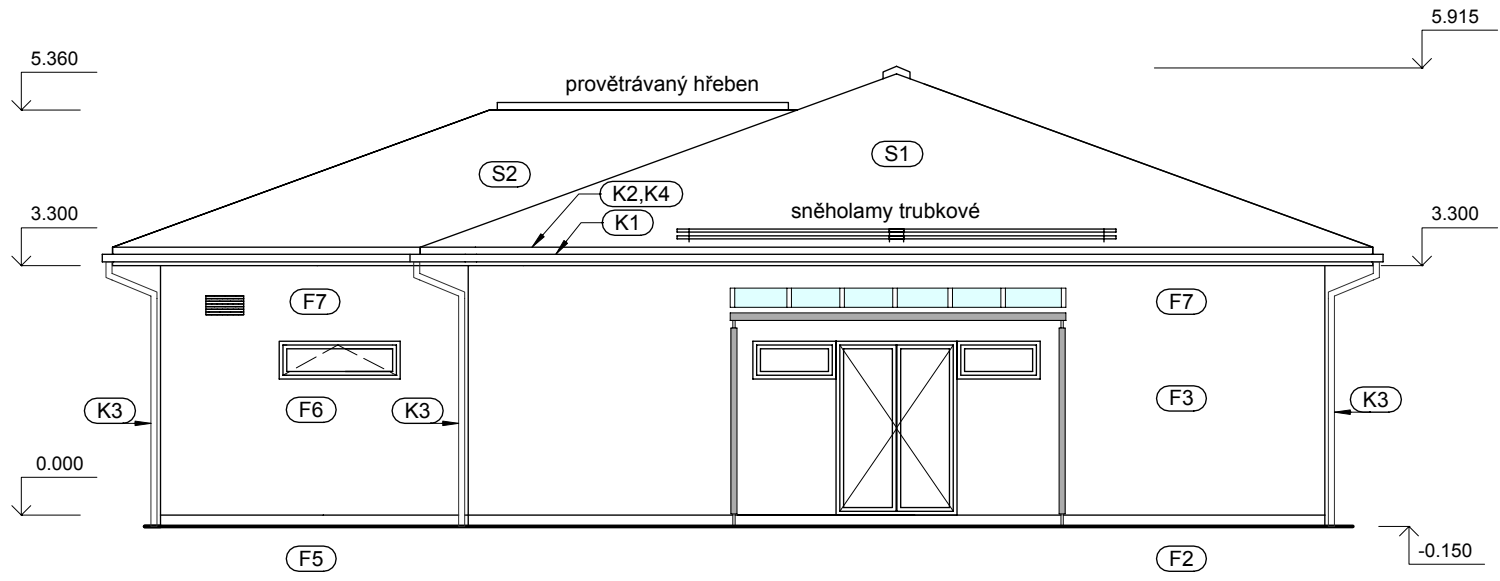 5.915
5.360
provětrávaný hřeben
S1
S2
K2,K4
sněholamy trubkové
3.300
K1
3.300
F7
F7
F6
F3
K3
K3
K3
0.000
-0.150
F5
F2